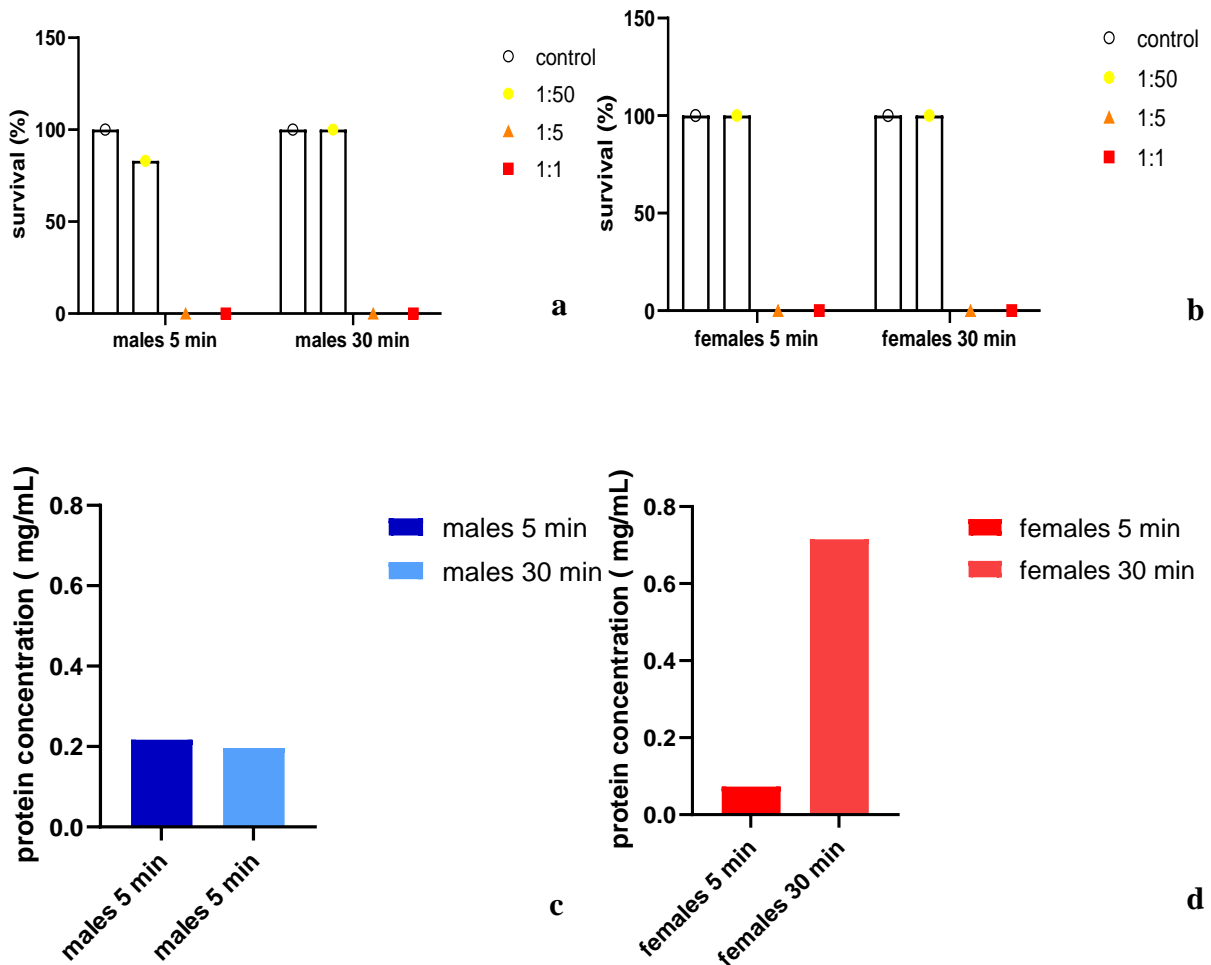 150
100
50
0
survival (%)
males 5 min
males 30 min
control
1:50
1:5
1:1
a
150
100
50
0
survival (%)
females 5 min
females 30 min
control
1:50
1:5
1:1
b
0.8
0.6
0.4
0.2
0.0
protein concentration ( mg/mL)
males 5 min
males 5 min
males 5 min
males 30 min
c
0.8
0.6
0.4
0.2
0.0
protein concentration ( mg/mL)
females 5 min
females 30 min
females 5 min
females 30 min
d